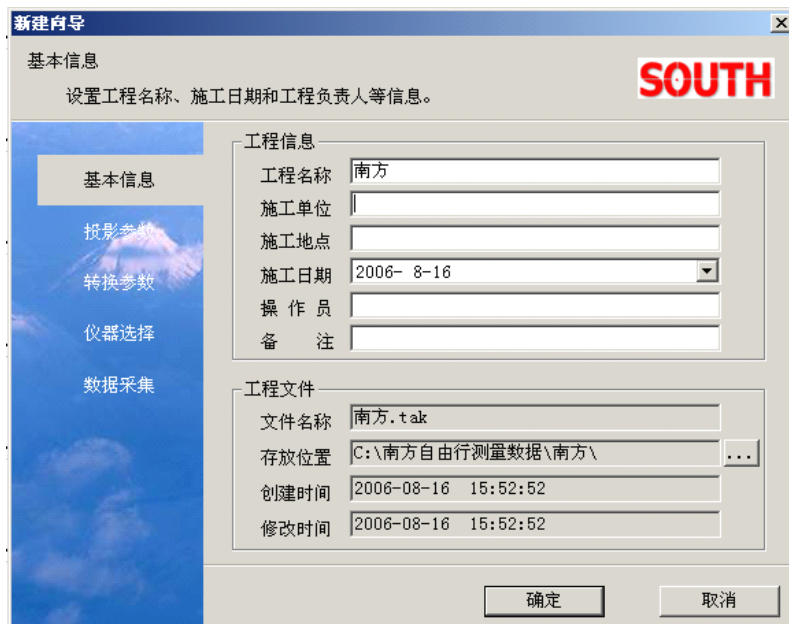 新建向导
基本信息
设置工程名称、施工日期和工程负责人等信息。
SOUTH
基本信息
投影参数
转换参数
仪器选择
数据采集
工程信息
工程名称 南方
施工单位
施工地点
施工日期 2006- 8-16
操 作 员
备 注
工程文件
文件名称 南方.tak
存放位置 C:\南方自由行测量数据\南方\ ...
创建时间 2006-08-16 15:52:52
修改时间 2006-08-16 15:52:52
确定 取消